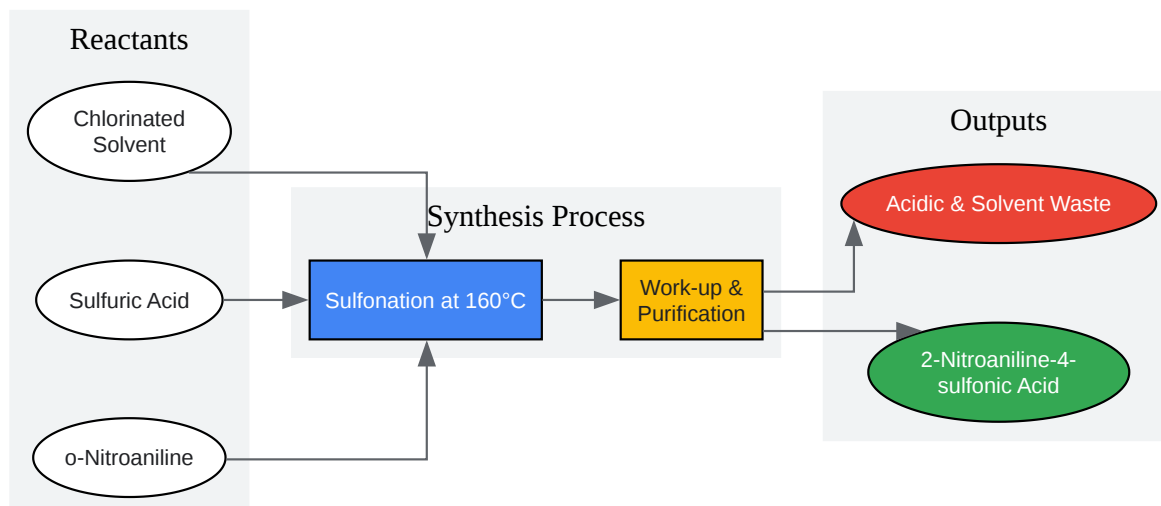 Reactants
Chlorinated
Solvent
Sulfuric Acid
o-Nitroaniline
Synthesis Process
Sulfonation at 160°C
Work-up &
Purification
Outputs
Acidic & Solvent Waste
2-Nitroaniline-4-
sulfonic Acid